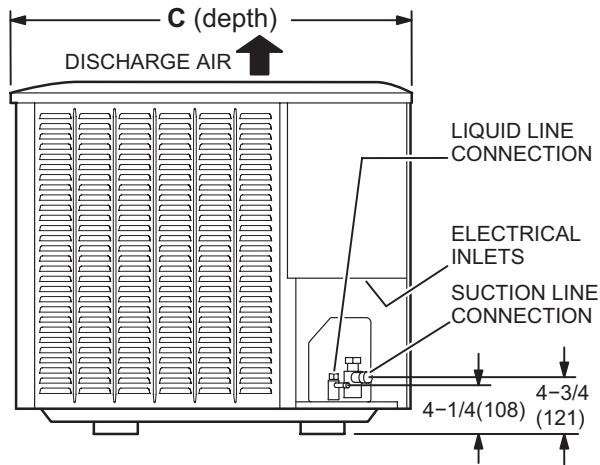 C (depth)
DISCHARGE AIR
LIQUID LINE
CONNECTION
ELECTRICAL
INLETS
SUCTION LINE
CONNECTION
4−1/4(108)
4−3/4
(121)